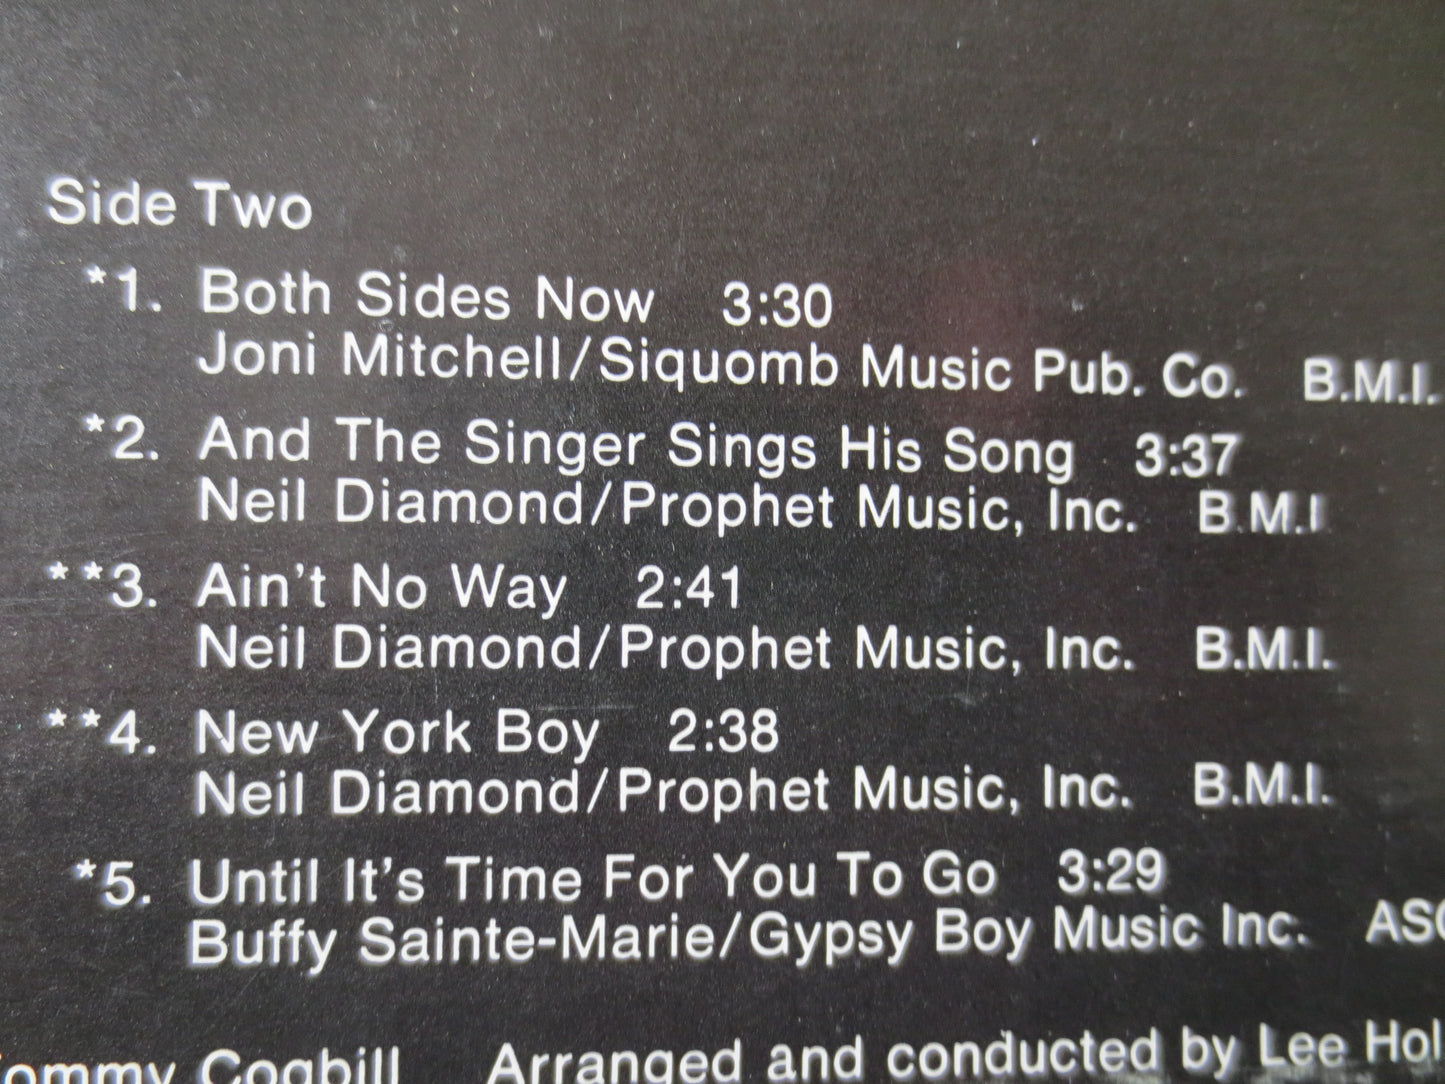 Side Two
*1. Both Sides Now 3:30
Joni Mitchell/Siquomb Music Pub. Co. B.M.I.
*2. And The Singer Sings His Song 3:37
Neil Diamond/Prophet Music, Inc. B.M.I
**3. Ain't No Way 2:41
Neil Diamond/Prophet Music, Inc. B.M.I.
**4. New York Boy 2:38
Neil Diamond/Prophet Music, Inc. B.M.I.
*5. Until It's Time For You To Go 3:29
Buffy Sainte-Marie/Gypsy Boy Music Inc.
Cogbill Arranged and conducted by Lee